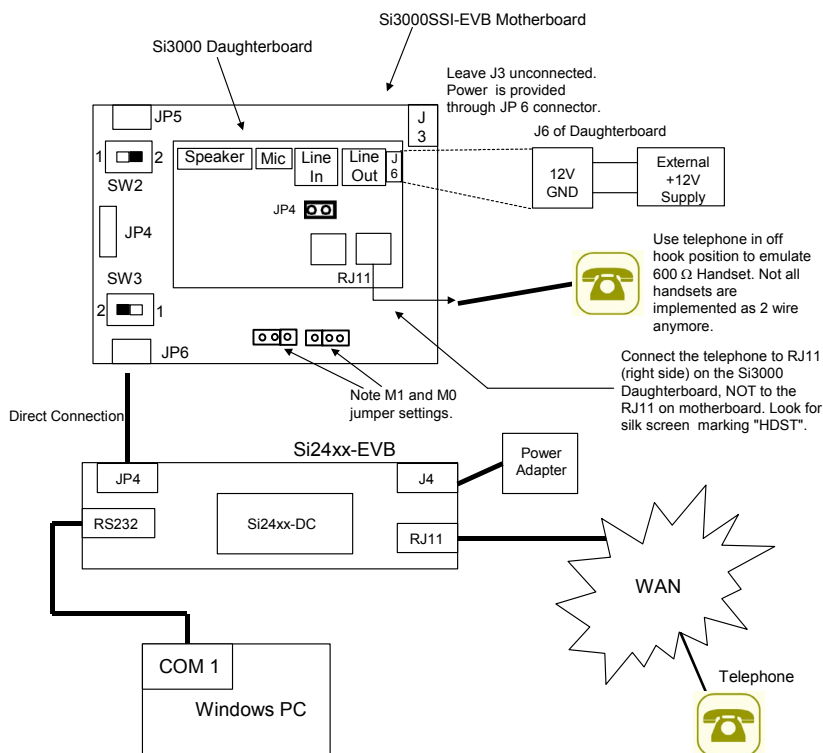 Si3000SSI-EVB Motherboard
Si3000 Daughterboard
Leave J3 unconnected.
Power is provided
through JP 6 connector.
JP5
J
3
J6 of Daughterboard
1
2
SW2
Speaker
Mic
Line
In
Line
Out
J
6
12V
GND
External
+12V
Supply
JP4
JP4
SW3
2
1
RJ11
Use telephone in off
hook position to emulate
600 Ω Handset. Not all
handsets are
implemented as 2 wire
anymore.
JP6
Note M1 and M0
jumper settings.
Connect the telephone to RJ11
(right side) on the Si3000
Daughterboard, NOT to the
RJ11 on motherboard. Look for
silk screen marking "HDST".
Direct Connection
Si24xx-EVB
JP4
J4
Power
Adapter
RS232
Si24xx-DC
RJ11
WAN
COM 1
Windows PC
Telephone